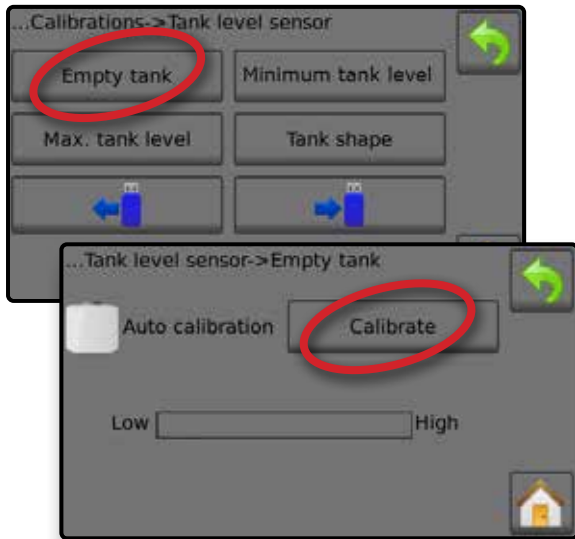 ...Calibrations->Tank level sensor
Empty tank
Minimum tank level
Max. tank level
Tank shape
...Tank level sensor->Empty tank
Auto calibration
Calibrate
Low
High